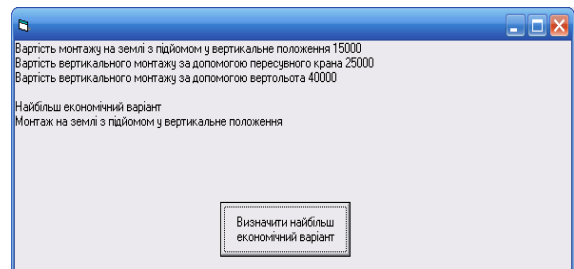 Вартість монтажу на землі з підйомом у вертикальне положення 15000
Вартість вертикального монтажу за допомогою пересувного крана 25000
Вартість вертикального монтажу за допомогою вертольота 40000
Найбільш економічний варіант
Монтаж на землі з підйомом у вертикальне положення
Визначити найбільш
економічний варіант